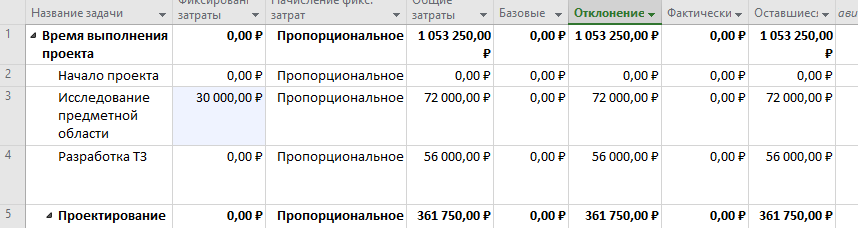 Название задачи Фиксированн затраты Начисление фикс. затрат Общие затраты Базовые Отклонение Фактически Оставшиеся
1 Время выполнения проекта 0,00 ₽ Пропорциональное 1 053 250,00 ₽ 0,00 ₽ 1 053 250,00 ₽ 0,00 ₽ 1 053 250,00 ₽
2 Начало проекта 0,00 ₽ Пропорциональное 0,00 ₽ 0,00 ₽ 0,00 ₽ 0,00 ₽ 0,00 ₽
3 Исследование предметной области 30 000,00 ₽ Пропорциональное 72 000,00 ₽ 0,00 ₽ 72 000,00 ₽ 0,00 ₽ 72 000,00 ₽
4 Разработка ТЗ 0,00 ₽ Пропорциональное 56 000,00 ₽ 0,00 ₽ 56 000,00 ₽ 0,00 ₽ 56 000,00 ₽
5 Проектирование 0,00 ₽ Пропорциональное 361 750,00 ₽ 0,00 ₽ 361 750,00 ₽ 0,00 ₽ 361 750,00 ₽